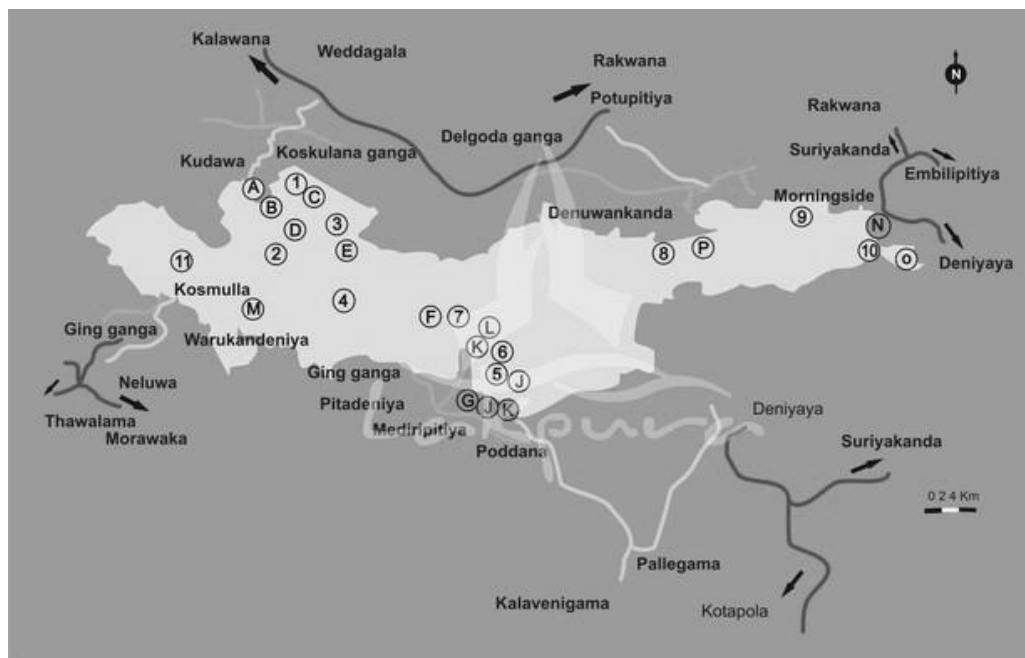 Kalawana
Weddagala
Rakwana
Potupitiya
N
Rakwana
Delgoda ganga
Suriyakanda
Embilipitiya
Kudawa
Koskulana ganga
Morningside
A
1
C
B
3
D
E
2
11
Denuwankanda
9
N
8
P
10
o
Deniyaya
Kosmulla
M
4
F
7
L
K
6
5
J
Ging ganga
Warukandeniya
Ging ganga
Neluwa
Pitadeniya
G
J
K
Thawalama
Morawaka
Mediripitiya
Lakpura
Poddana
Deniyaya
Suriyakanda
0 2 4 Km
Pallegama
Kalavenigama
Kotapola